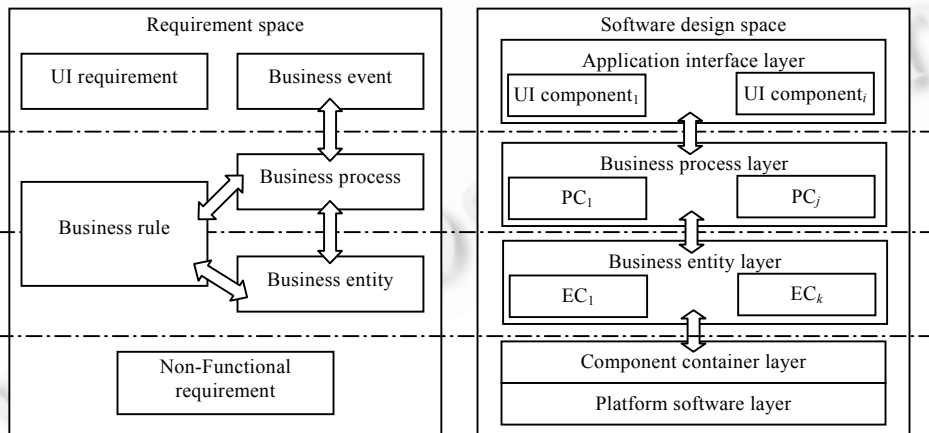 Requirement space
UI requirement
Business event
Business process
Business rule
Business entity
Non-Functional
requirement
Software design space
Application interface layer
UI component₁
UI componentᵢ
Business process layer
PC₁
PCⱼ
Business entity layer
EC₁
ECₖ
Component container layer
Platform software layer